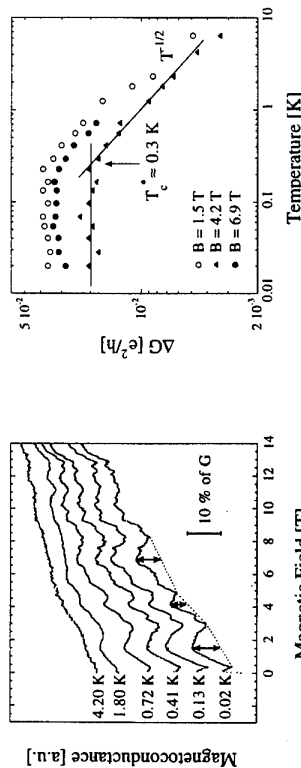 Magnetoconductance [a.u.]
4.20 K
1.80 K
0.72 K
0.41 K
0.13 K
0.02 K
10 % of G
0 2 4 6 8 10 12 14
Magnetic Field [T]
ΔG [e²/h]
5 10⁻²
10⁻²
2 10⁻³
T^1/2
T_c ≈ 0.3 K
B = 1.5 T
B = 4.2 T
B = 6.9 T
0.01 0.1 1 10
Temperature [K]